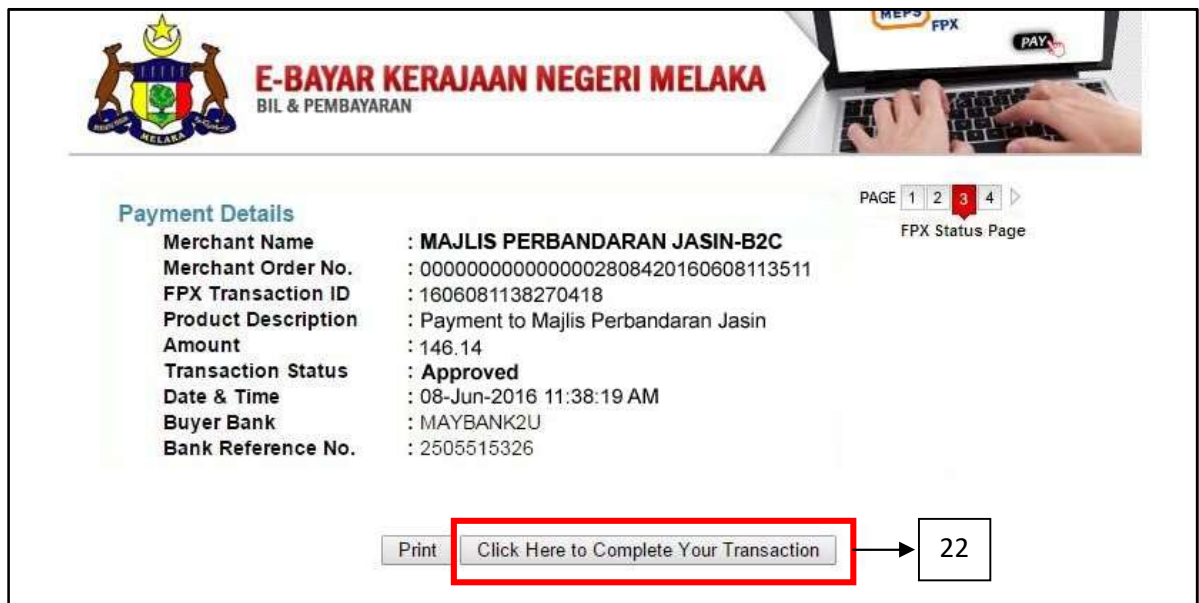 MEPS
FPX
PAY
E-BAYAR KERAJAAN NEGERI MELAKA
BIL & PEMBAYARAN
MELAKA
PAGE 1 2 3 4
FPX Status Page
Payment Details
Merchant Name : MAJLIS PERBANDARAN JASIN-B2C
Merchant Order No. : 000000000000002808420160608113511
FPX Transaction ID : 1606081138270418
Product Description : Payment to Majlis Perbandaran Jasin
Amount : 146.14
Transaction Status : Approved
Date & Time : 08-Jun-2016 11:38:19 AM
Buyer Bank : MAYBANK2U
Bank Reference No. : 2505515326
Print Click Here to Complete Your Transaction 22